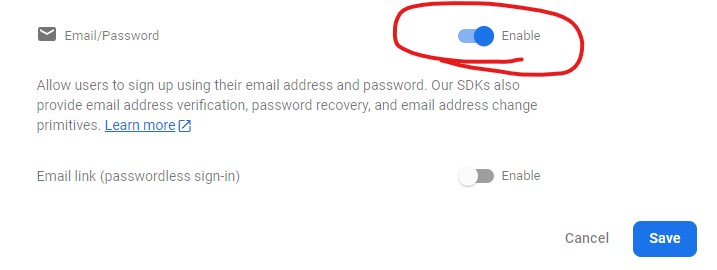 Email/Password Enable
Allow users to sign up using their email address and password. Our SDKs also
provide email address verification, password recovery, and email address change
primitives. Learn more
Email link (passwordless sign-in) Enable
Cancel Save